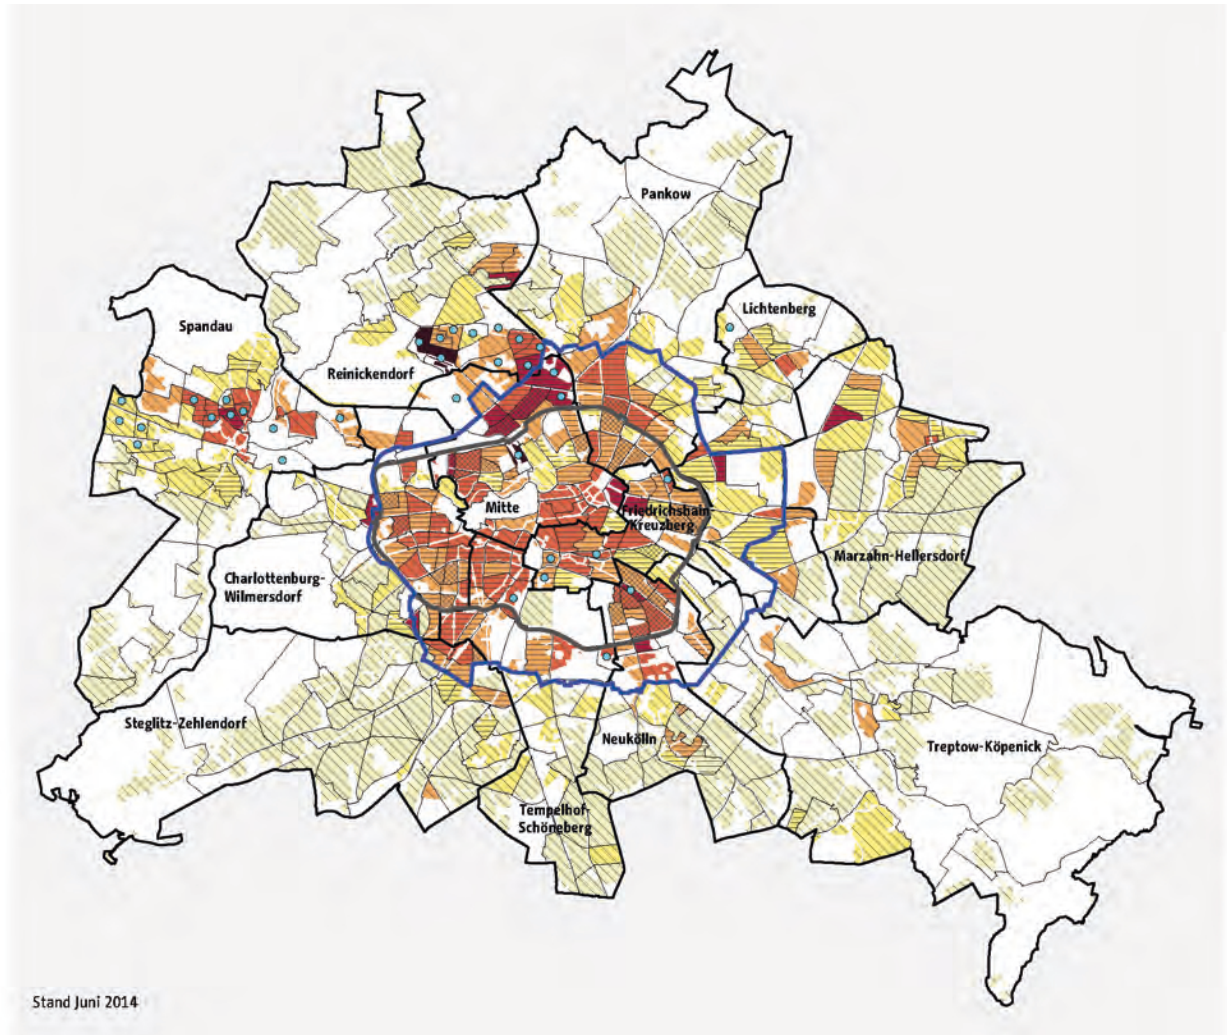 Pankow
Lichtenberg
Spandau
Reinickendorf
Mitte
Friedrichshain-
Kreuzberg
Marzahn-Hellersdorf
Charlottenburg-
Wilmersdorf
Steglitz-Zehlendorf
Neukölln
Treptow-Köpenick
Tempelhof-
Schöneberg
Stand Juni 2014